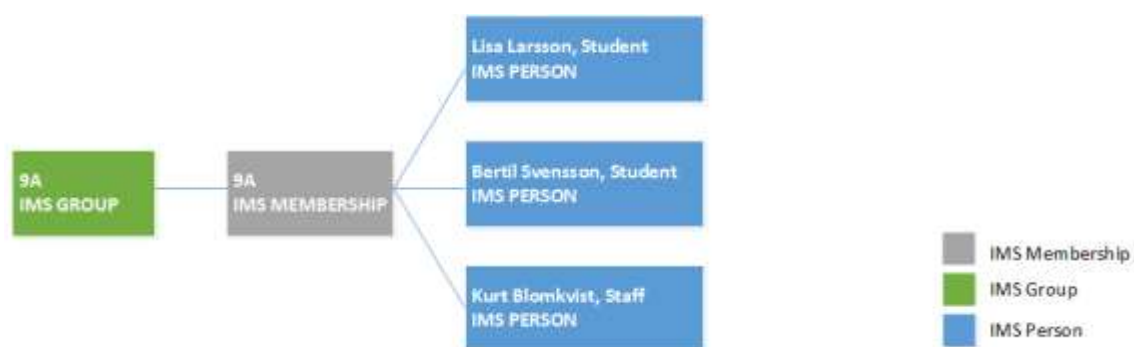 Lisa Larsson, Student
IMS PERSON
9A
IMS GROUP
9A
IMS MEMBERSHIP
Bertil Svensson, Student
IMS PERSON
Kurt Blomkvist, Staff
IMS PERSON
IMS Membership
IMS Group
IMS Person